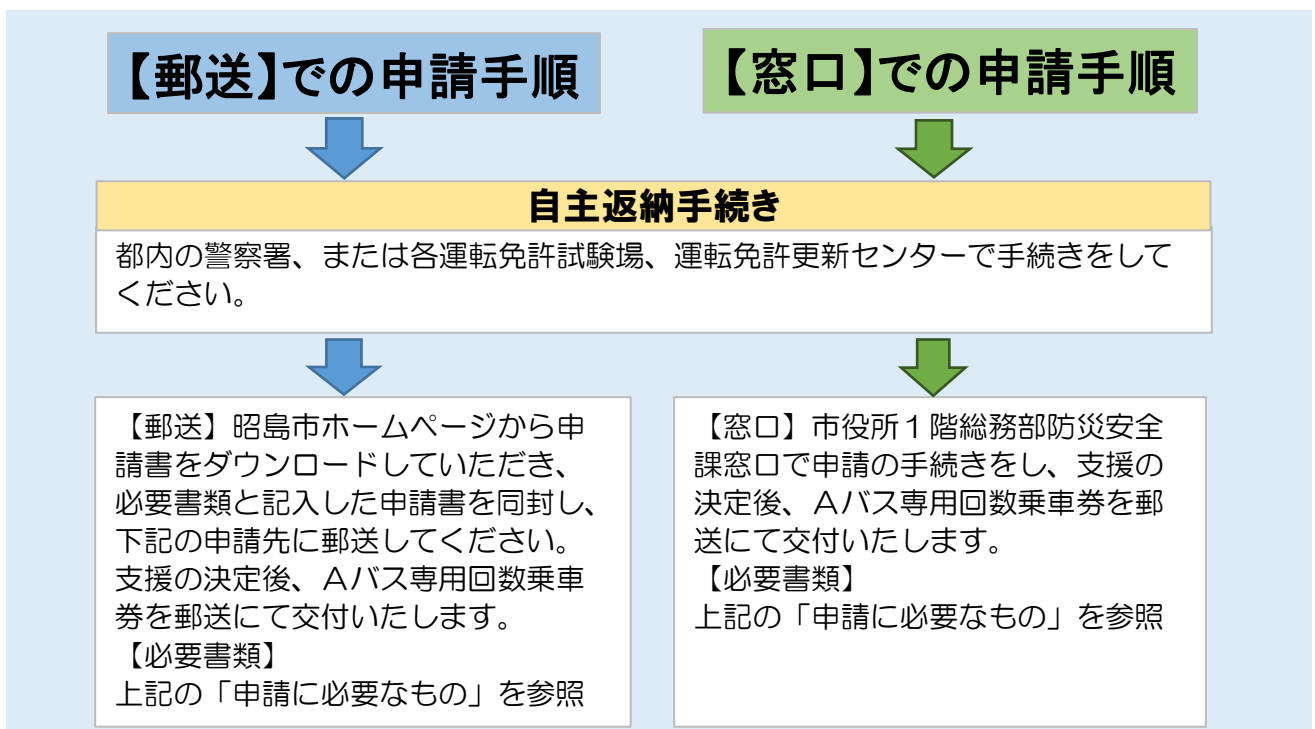 【郵送】での申請手順
【窓口】での申請手順
自主返納手続き
都内の警察署、または各運転免許試験場、運転免許更新センターで手続きをして
ください。
【郵送】昭島市ホームページから申
請書をダウンロードしていただき、
必要書類と記入した申請書を同封し、
下記の申請先に郵送してください。
支援の決定後、Aバス専用回数乗車
券を郵送にて交付いたします。
【必要書類】
上記の「申請に必要なもの」を参照
【窓口】市役所１階総務部防災安全
課窓口で申請の手続きをし、支援の
決定後、Aバス専用回数乗車券を郵
送にて交付いたします。
【必要書類】
上記の「申請に必要なもの」を参照